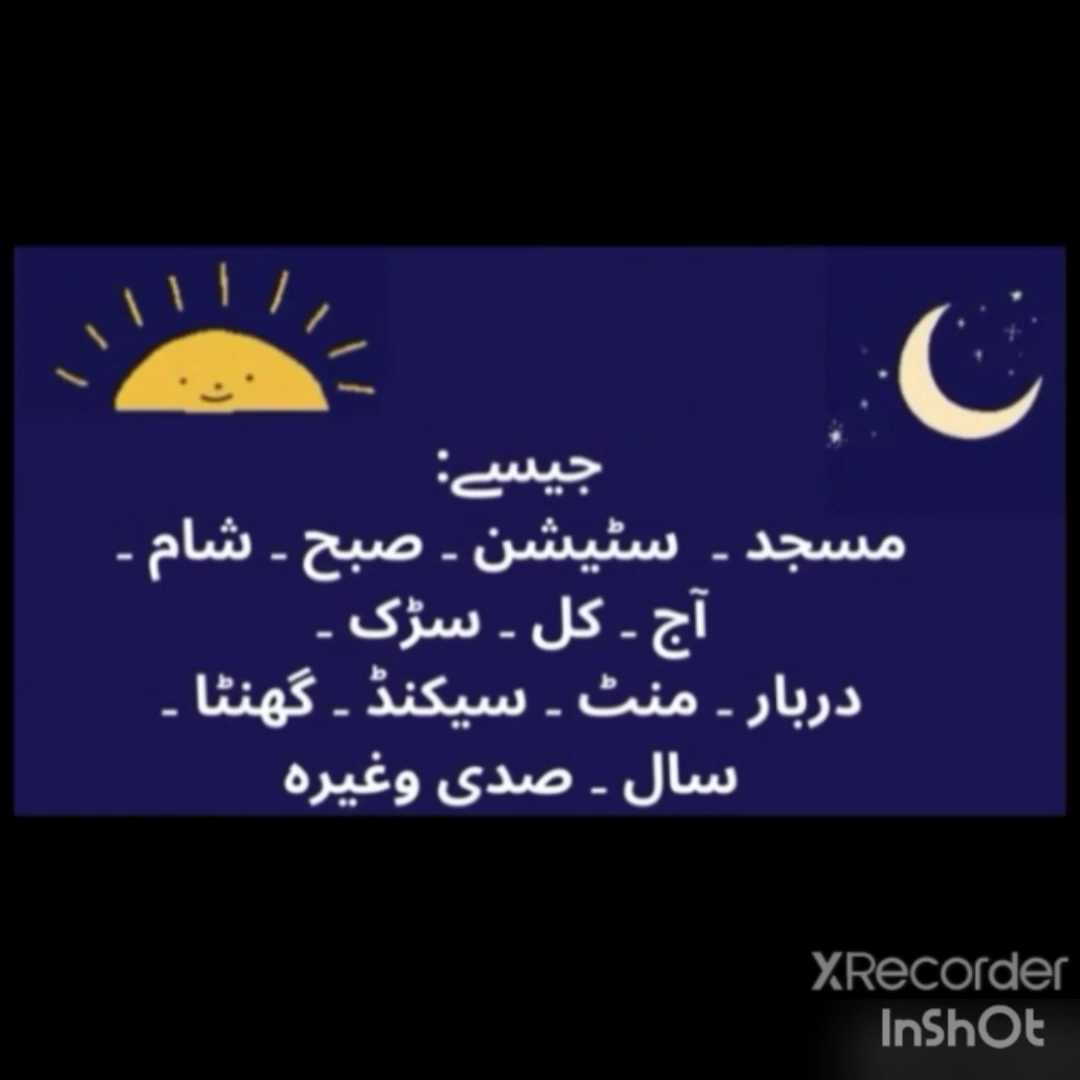 جیسے:
مسجد ۔ سٹیشن ۔ صبح ۔ شام ۔
آج ۔ کل ۔ سڑک ۔
دربار ۔ منٹ ۔ سیکنڈ ۔ گھنٹا ۔
سال ۔ صدی وغیرہ
XRecorder
InShOt